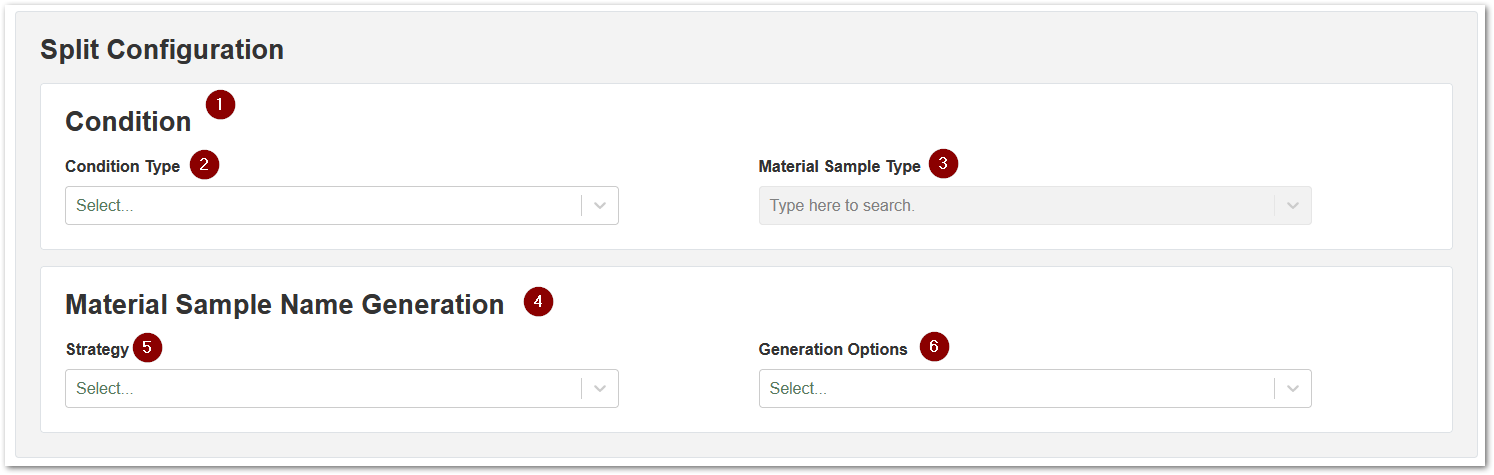 Split Configuration
Condition 1
Condition Type 2
Material Sample Type 3
Select...
Type here to search.
Material Sample Name Generation 4
Strategy 5
Generation Options 6
Select...
Select...